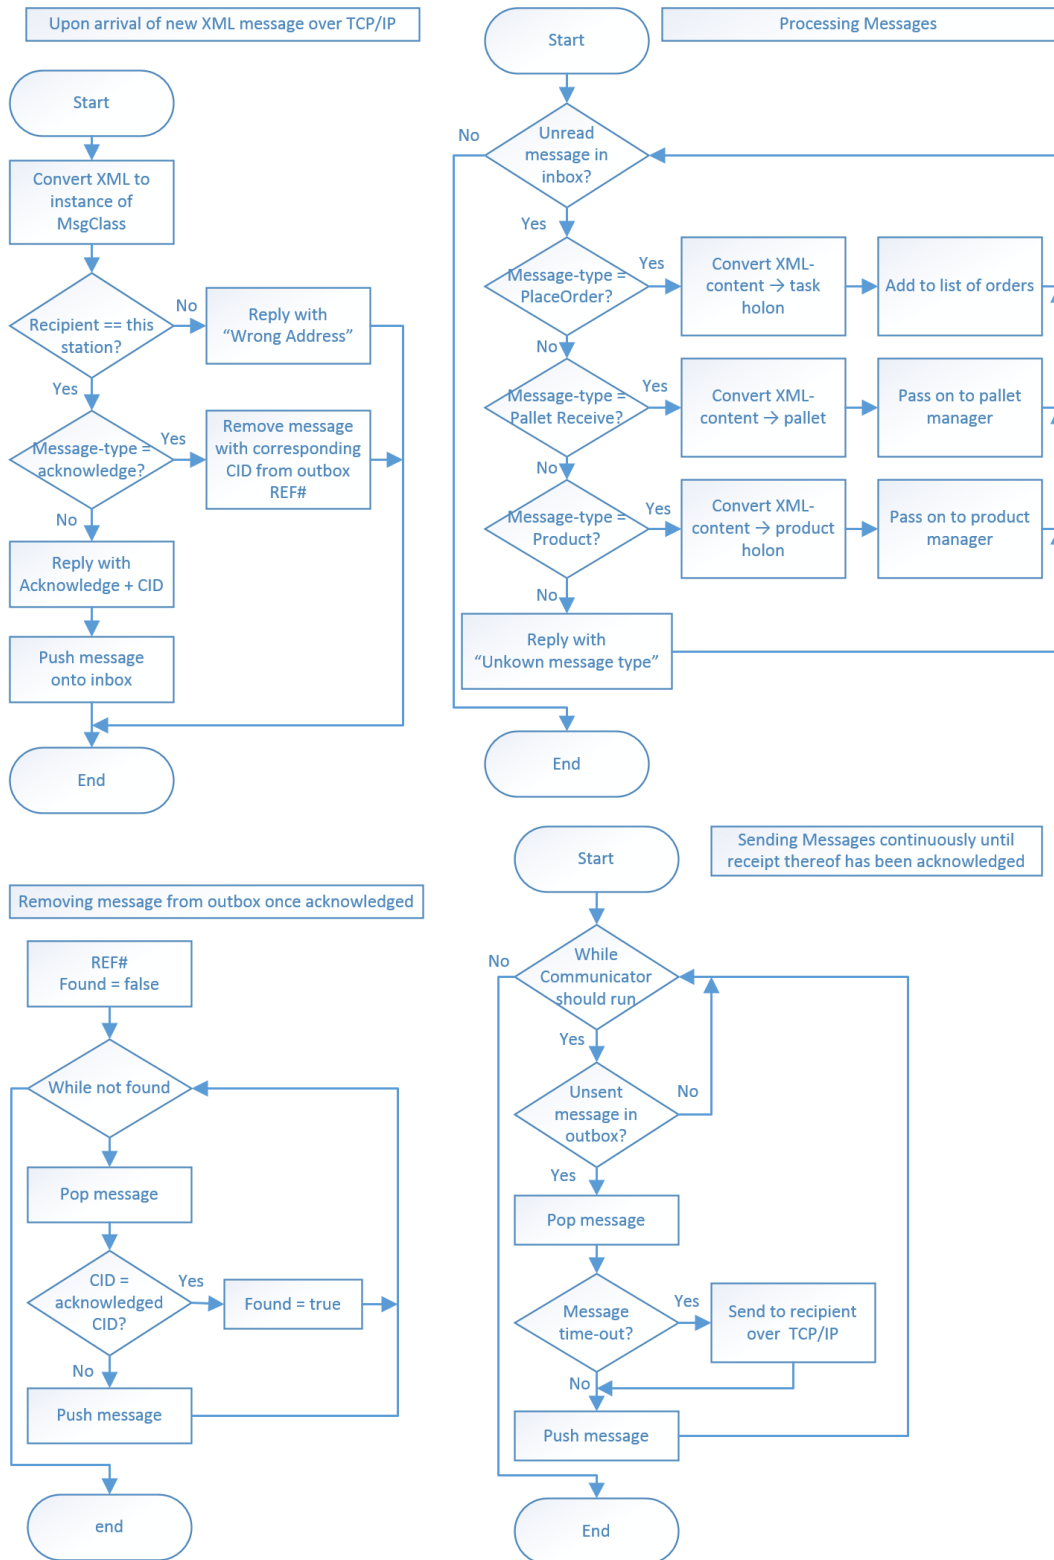 Upon arrival of new XML message over TCP/IP
Start
Convert XML to
instance of
MsgClass
Recipient == this
station?
No
Reply with
“Wrong Address”
Yes
Message-type =
acknowledge?
Yes
Remove message
with corresponding
CID from outbox
REF#
No
Reply with
Acknowledge + CID
Push message
onto inbox
End
Processing Messages
Start
Unread
message in
inbox?
No
Yes
Message-type =
PlaceOrder?
Yes
Convert XML-
content → task
holon
Add to list of orders
No
Message-type =
Pallet Receive?
Yes
Convert XML-
content → pallet
Pass on to pallet
manager
No
Message-type =
Product?
Yes
Convert XML-
content → product
holon
Pass on to product
manager
No
Reply with
“Unkown message type”
End
Removing message from outbox once acknowledged
REF#
Found = false
While not found
Pop message
CID =
acknowledged
CID?
Yes
Found = true
No
Push message
end
Sending Messages continuously until
receipt thereof has been acknowledged
Start
While
Communicator
should run
No
Yes
Unsent
message in
outbox?
No
Yes
Pop message
Message
time-out?
Yes
Send to recipient
over TCP/IP
No
Push message
End